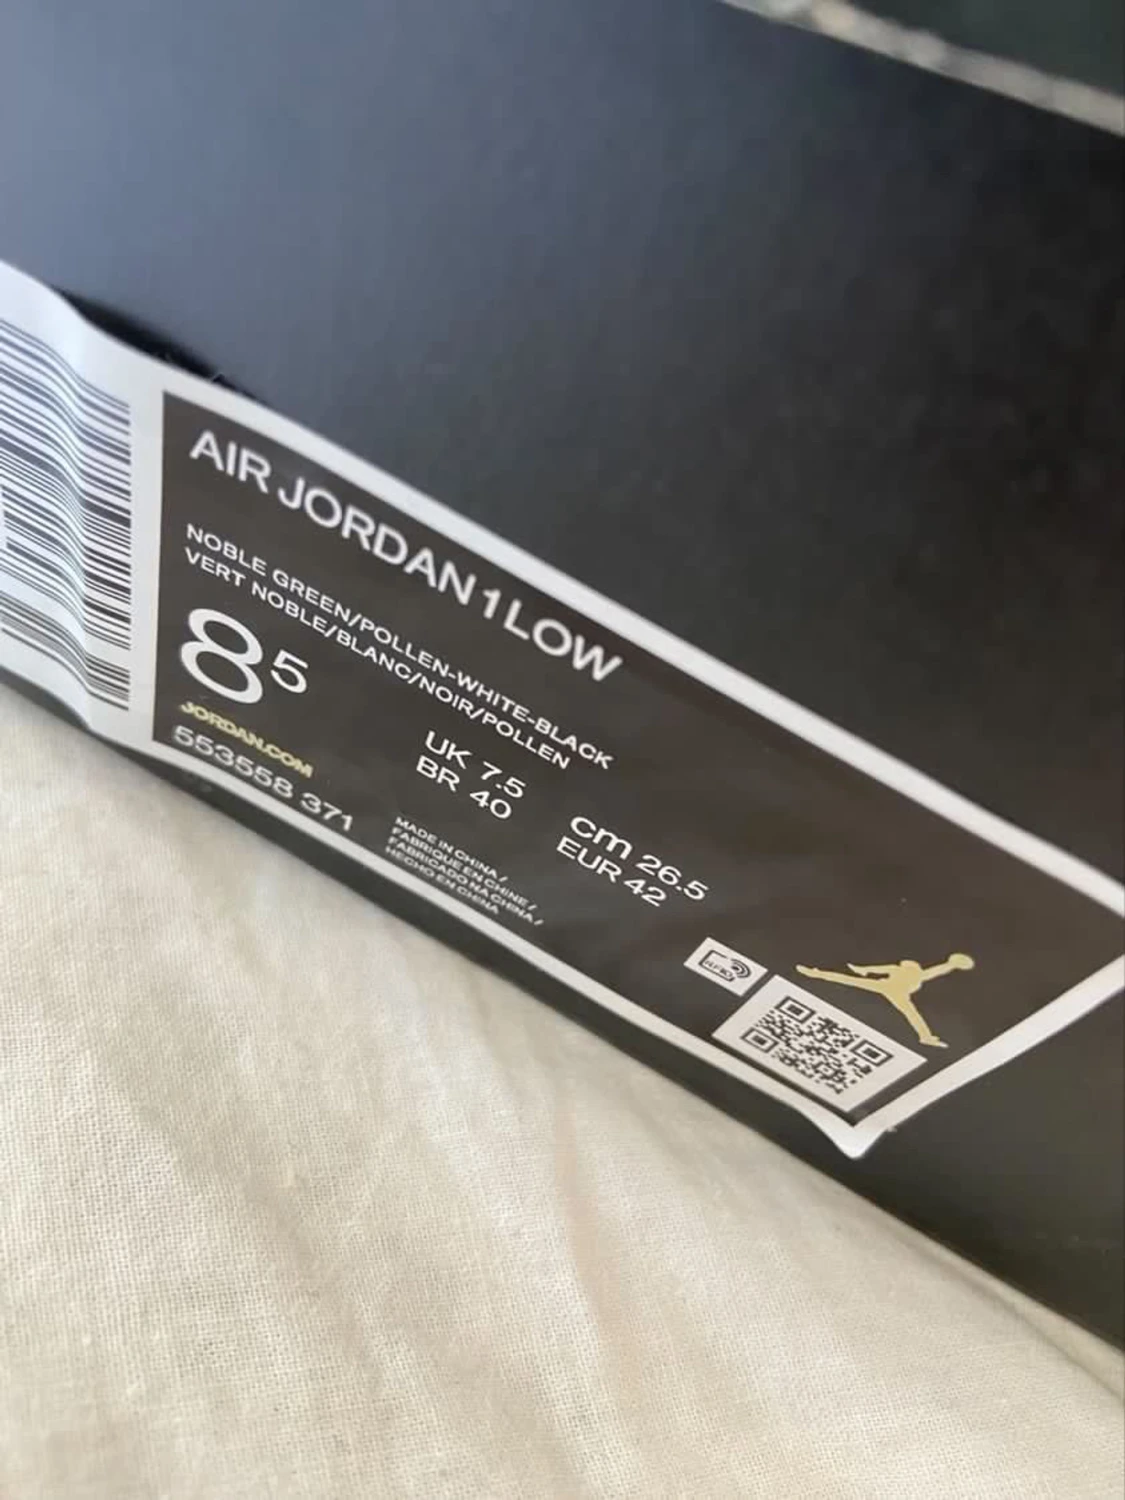 AIR JORDAN 1 LOW
NOBLE GREEN/POLLEN-WHITE-BLACK
VERT NOBLE/BLANC/NOIR/POLLEN
8 5
UK 7.5
BR 40
cm 26.5
EUR 42
JORDAN.COM
553558 371
MADE IN CHINA /
FABRIQUE EN CHINE /
FABRICADO NA CHINA /
HECHO EN CHINA
RFID